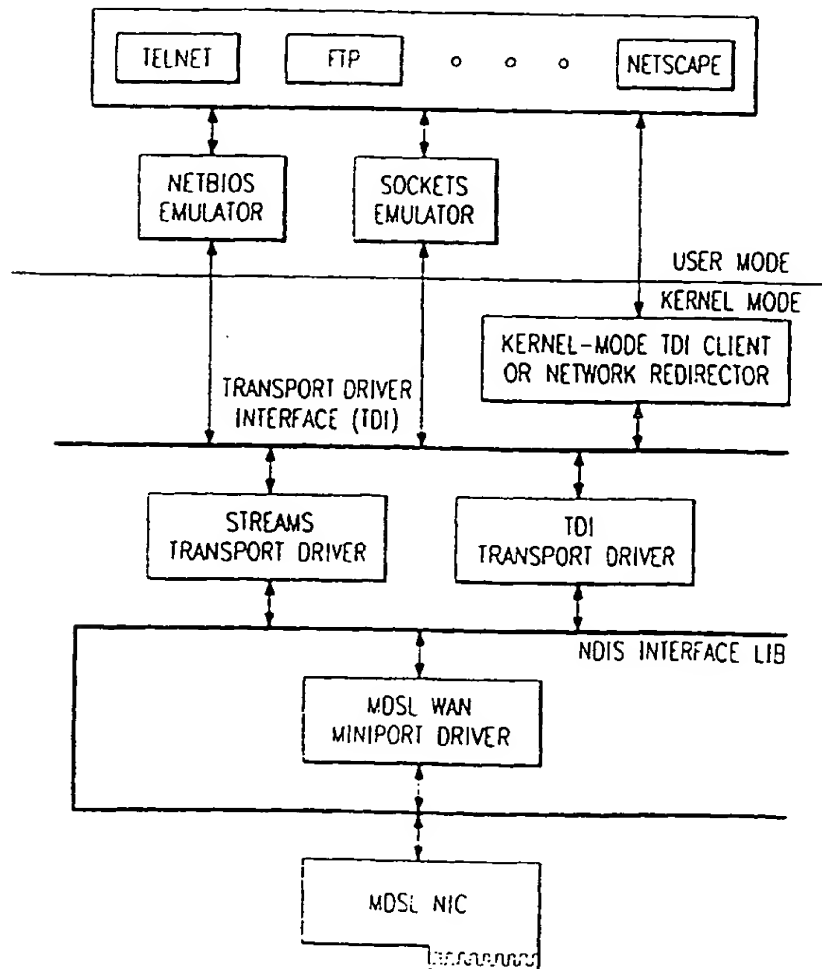 TELNET
FTP
NETSCAPE
NETBIOS
EMULATOR
SOCKETS
EMULATOR
USER MODE
KERNEL MODE
KERNEL-MODE TDI CLIENT
OR NETWORK REDIRECTOR
TRANSPORT DRIVER
INTERFACE (TDI)
STREAMS
TRANSPORT DRIVER
TDI
TRANSPORT DRIVER
NDIS INTERFACE LIB
MDSL WAN
MINIPORT DRIVER
MDSL NIC